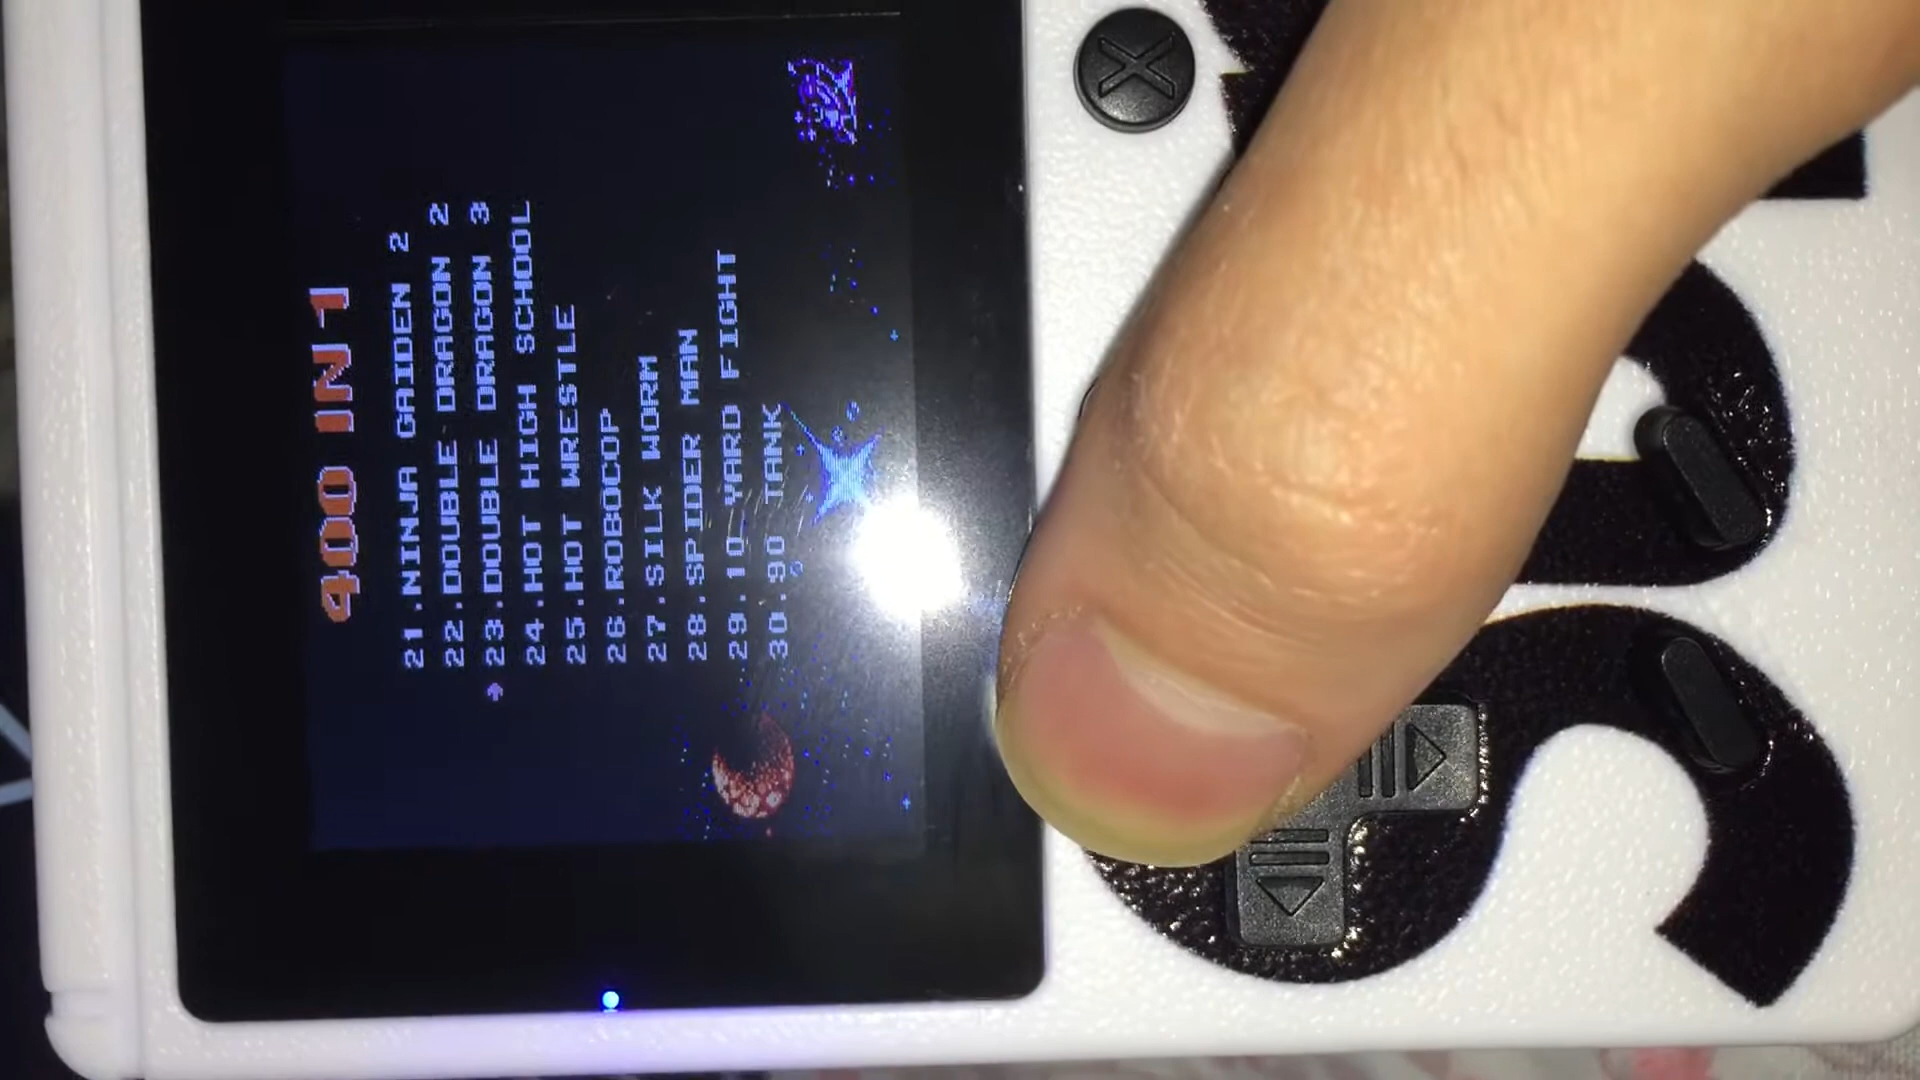 400 IN 1
21.NINJA GAIDEN 2
22.DOUBLE DRAGON 2
23.DOUBLE DRAGON 3
24.HOT HIGH SCHOOL
25.HOT WRESTLE
26.ROBOCOP
27.SILK WORM
28.SPIDER MAN
29.10 YARD FIGHT
30.90 TANK
X